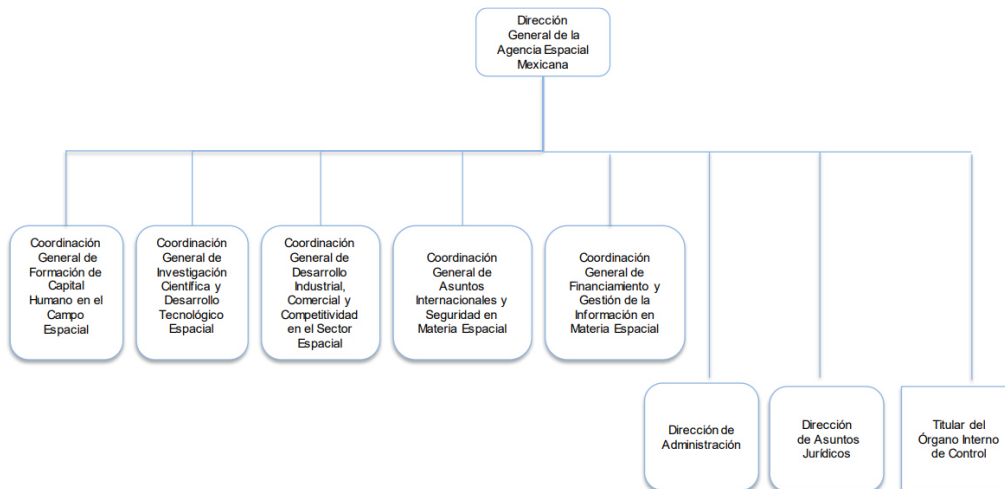 Dirección
General de la
Agencia Espacial
Mexicana
Coordinación
General de
Formación de
Capital
Humano en el
Campo
Espacial
Coordinación
General de
Investigación
Científica y
Desarrollo
Tecnológico
Espacial
Coordinación
General de
Desarrollo
Industrial,
Comercial y
Competitividad
en el Sector
Espacial
Coordinación
General de
Asuntos
Internacionales y
Seguridad en
Materia Espacial
Coordinación
General de
Financiamiento y
Gestión de la
Información en
Materia Espacial
Dirección de
Administración
Dirección
de Asuntos
Jurídicos
Titular del
Órgano Interno
de Control